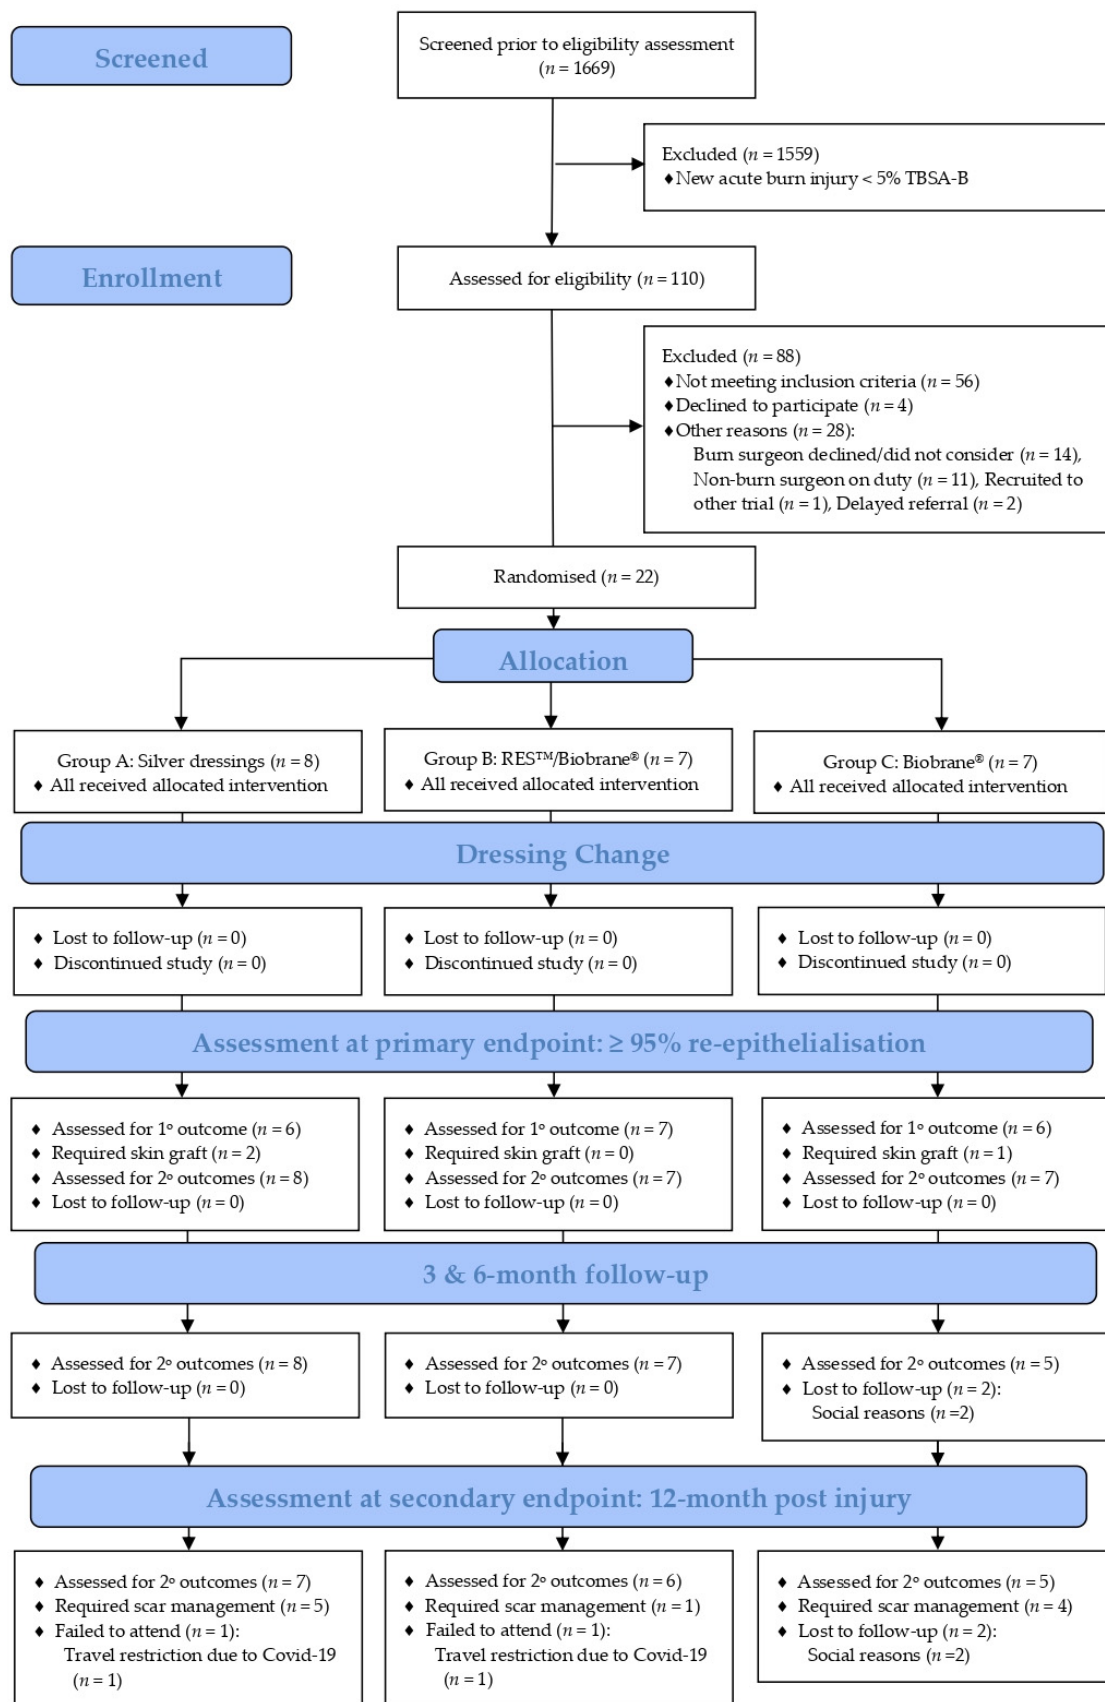 Screened
Screened prior to eligibility assessment
(n = 1669)
Excluded (n = 1559)
♦New acute burn injury < 5% TBSA-B
Enrollment
Assessed for eligibility (n = 110)
Excluded (n = 88)
♦Not meeting inclusion criteria (n = 56)
♦Declined to participate (n = 4)
♦Other reasons (n = 28):
Burn surgeon declined/did not consider (n = 14),
Non-burn surgeon on duty (n = 11), Recruited to
other trial (n = 1), Delayed referral (n = 2)
Randomised (n = 22)
Allocation
Group A: Silver dressings (n = 8)
♦ All received allocated intervention
Group B: RES™/Biobrane® (n = 7)
♦ All received allocated intervention
Group C: Biobrane® (n = 7)
♦ All received allocated intervention
Dressing Change
♦ Lost to follow-up (n = 0)
♦ Discontinued study (n = 0)
♦ Lost to follow-up (n = 0)
♦ Discontinued study (n = 0)
♦ Lost to follow-up (n = 0)
♦ Discontinued study (n = 0)
Assessment at primary endpoint: ≥ 95% re-epithelialisation
♦ Assessed for 1º outcome (n = 6)
♦ Required skin graft (n = 2)
♦ Assessed for 2º outcomes (n = 8)
♦ Lost to follow-up (n = 0)
♦ Assessed for 1º outcome (n = 7)
♦ Required skin graft (n = 0)
♦ Assessed for 2º outcomes (n = 7)
♦ Lost to follow-up (n = 0)
♦ Assessed for 1º outcome (n = 6)
♦ Required skin graft (n = 1)
♦ Assessed for 2º outcomes (n = 7)
♦ Lost to follow-up (n = 0)
3 & 6-month follow-up
♦ Assessed for 2º outcomes (n = 8)
♦ Lost to follow-up (n = 0)
♦ Assessed for 2º outcomes (n = 7)
♦ Lost to follow-up (n = 0)
♦ Assessed for 2º outcomes (n = 5)
♦ Lost to follow-up (n = 2):
Social reasons (n =2)
Assessment at secondary endpoint: 12-month post injury
♦ Assessed for 2º outcomes (n = 7)
♦ Required scar management (n = 5)
♦ Failed to attend (n = 1):
Travel restriction due to Covid-19
(n = 1)
♦ Assessed for 2º outcomes (n = 6)
♦ Required scar management (n = 1)
♦ Failed to attend (n = 1):
Travel restriction due to Covid-19
(n = 1)
♦ Assessed for 2º outcomes (n = 5)
♦ Required scar management (n = 4)
♦ Lost to follow-up (n = 2):
Social reasons (n =2)